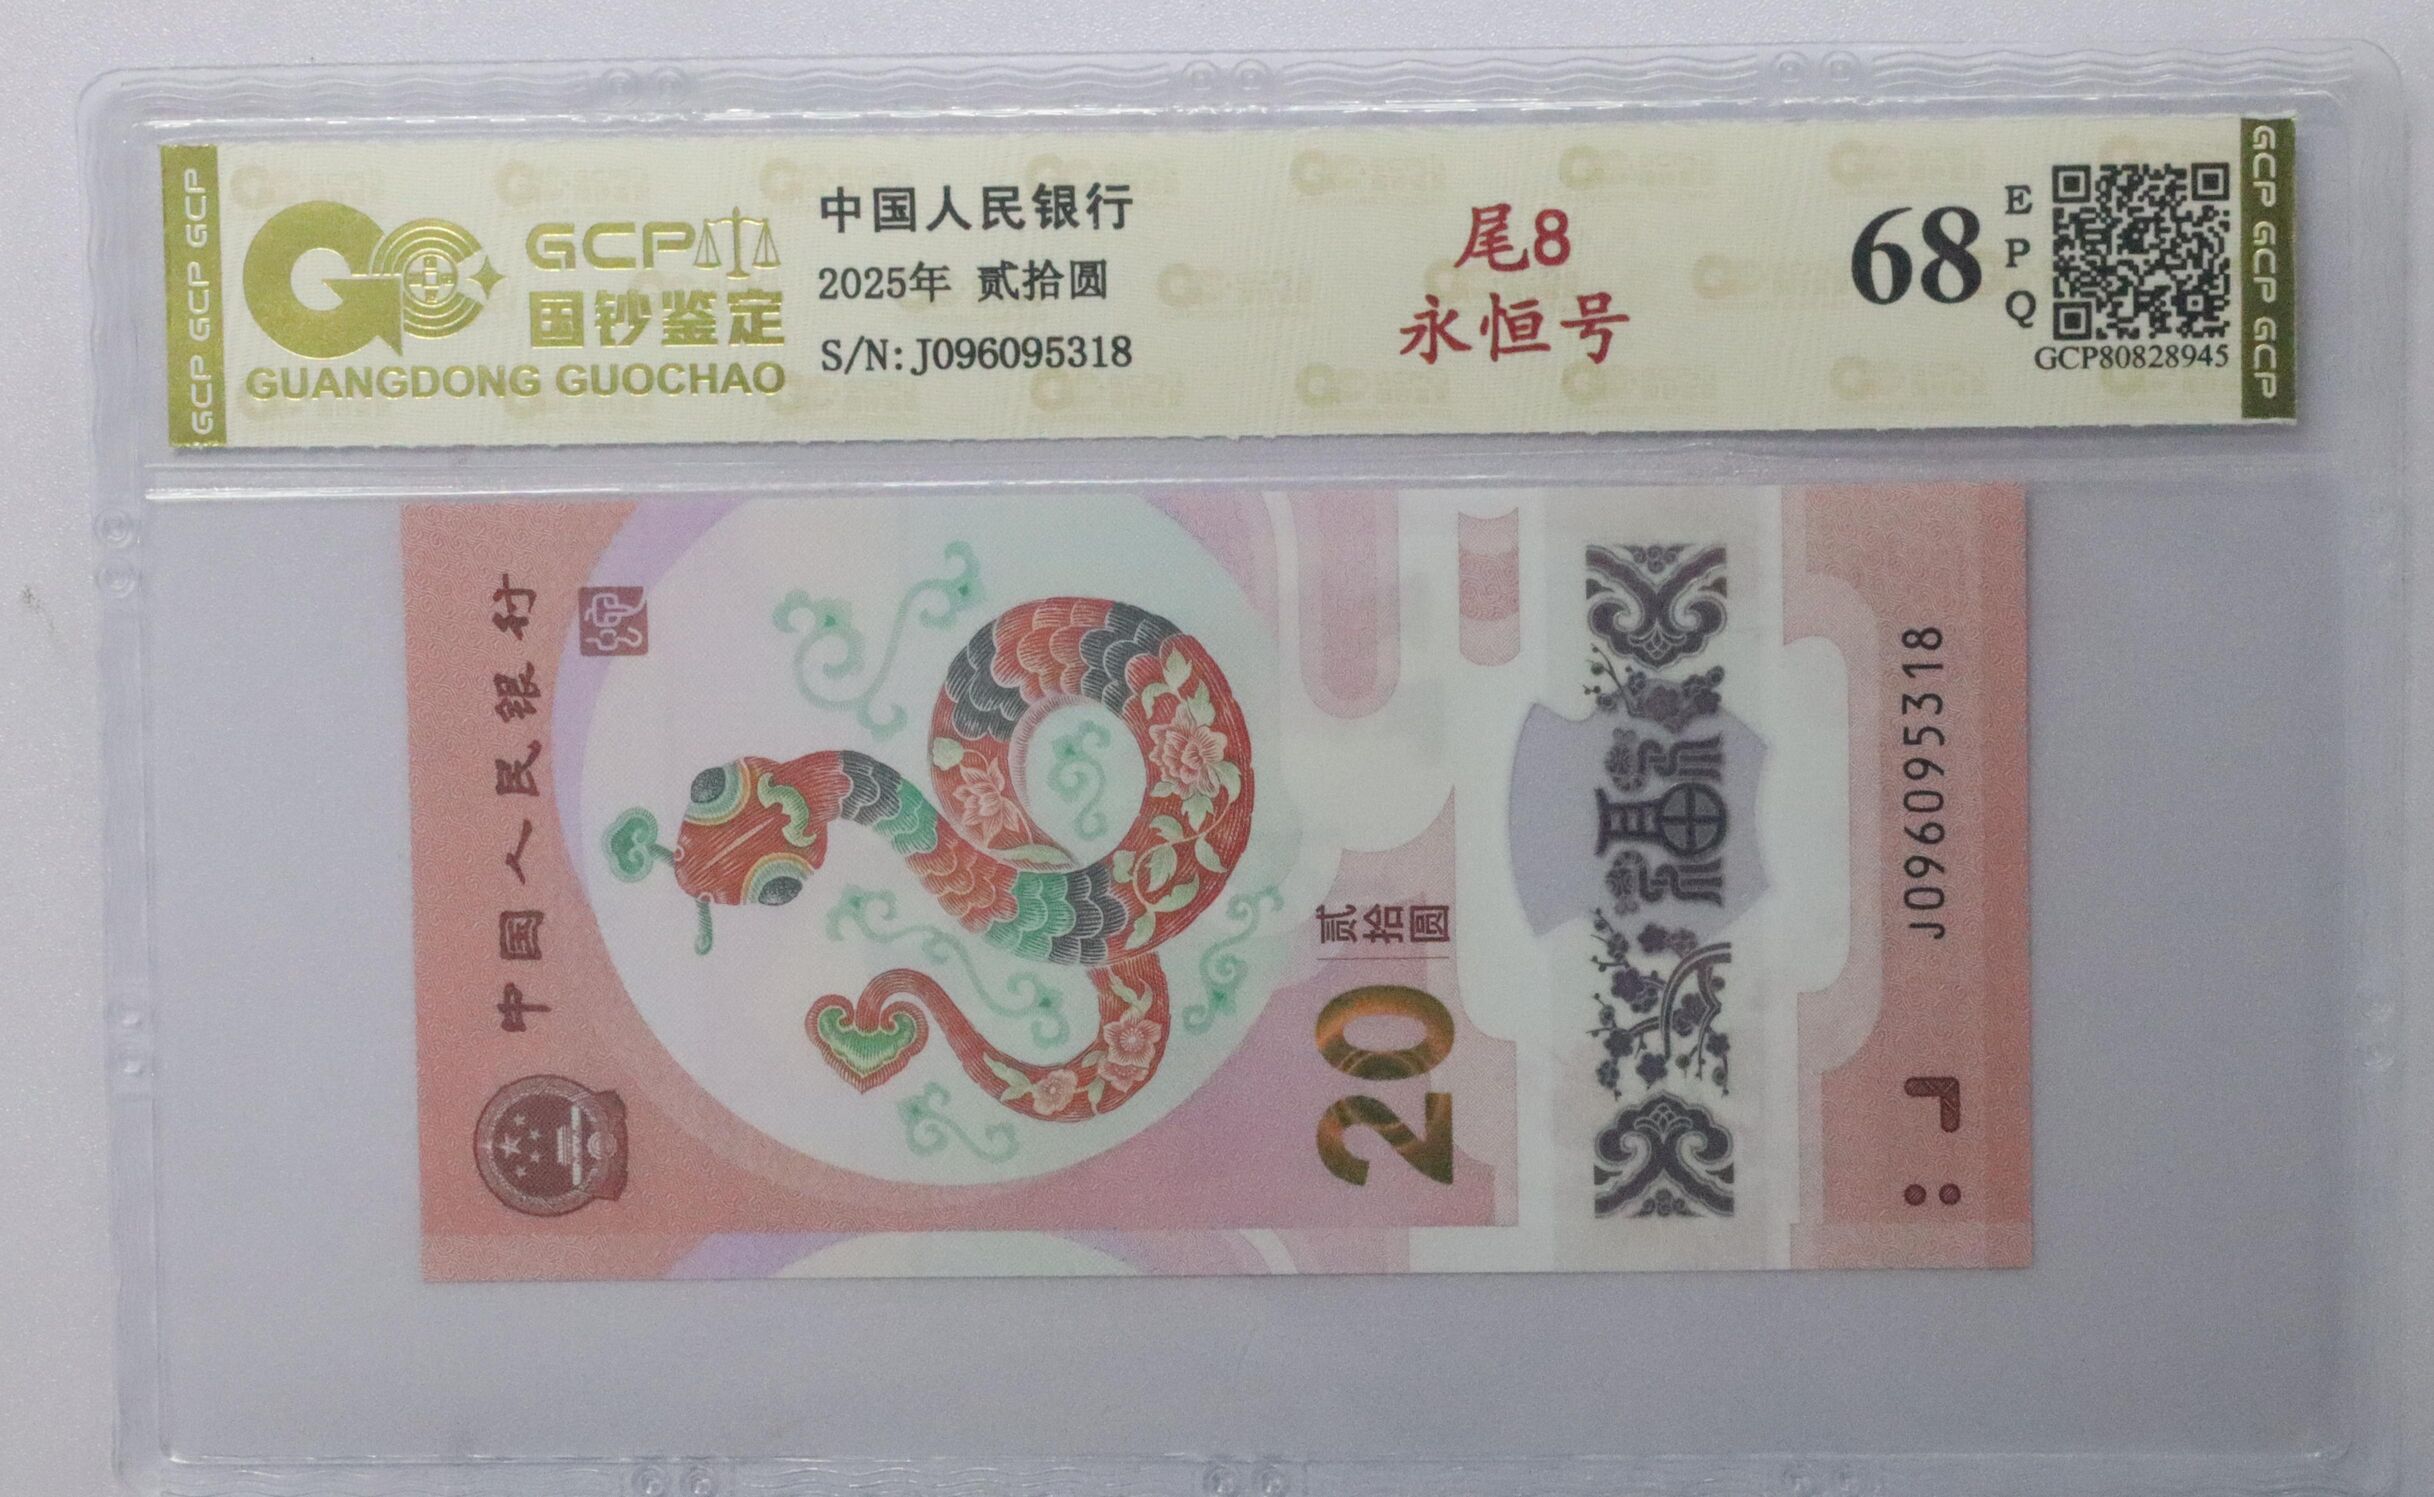 GCP GCP GCP
GCP
国钞鉴定
GUANGDONG GUOCHAO
中国人民银行
2025年 贰拾圆
S/N:J096095318
尾8
永恒号
68
E
P
Q
GCP80828945
GCP GCP GCP
中国人民银行
贰拾圆
20
福
J096095318